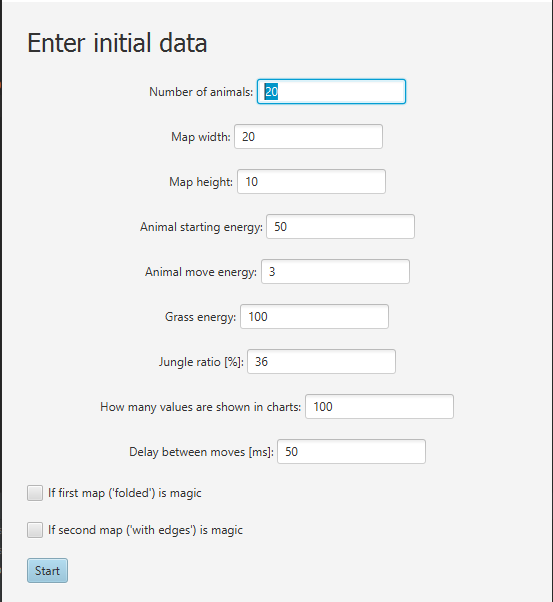 Enter initial data
Number of animals: 20
Map width: 20
Map height: 10
Animal starting energy: 50
Animal move energy: 3
Grass energy: 100
Jungle ratio [%]: 36
How many values are shown in charts: 100
Delay between moves [ms]: 50
If first map ('folded') is magic
If second map ('with edges') is magic
Start